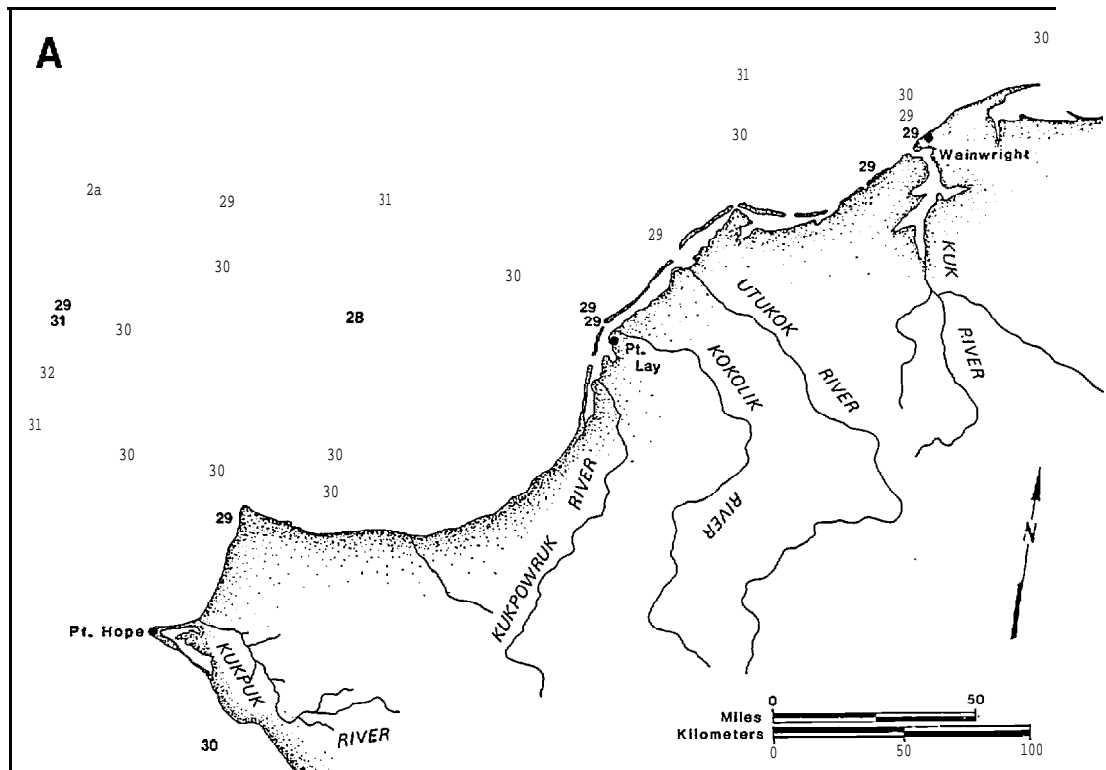 A
30
31
30
30
29
29
Wainwright
29
2a
29
31
29
30
30
KUK
RIVER
29
31
30
28
29
29
Pt.
Lay
UTUKOK
RIVER
KOKOLIK
RIVER
32
31
30
30
30
30
29
KUKPOWRUK
RIVER
N
Pt. Hope
KUKPUK
RIVER
30
0 50
Miles
Kilometers
0 50 100